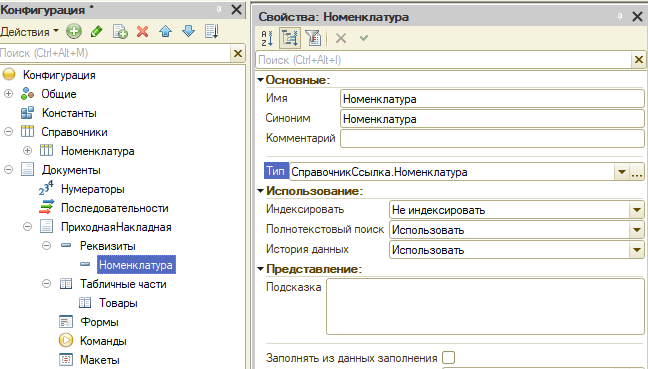 Конфигурация *
Действия
Поиск (Ctrl+Alt+M)
Конфигурация
Общие
Константы
Справочники
Номенклатура
Документы
Нумераторы
Последовательности
ПриходнаяНакладная
Реквизиты
Номенклатура
Табличные части
Товары
Формы
Команды
Макеты
Свойства: Номенклатура
Поиск (Ctrl+Alt+I)
Основные:
Имя Номенклатура
Синоним Номенклатура
Комментарий
Тип СправочникСсылка.Номенклатура
Использование:
Индексировать Не индексировать
Полнотекстовый поиск Использовать
История данных Использовать
Представление:
Подсказка
Заполнять из данных заполнения